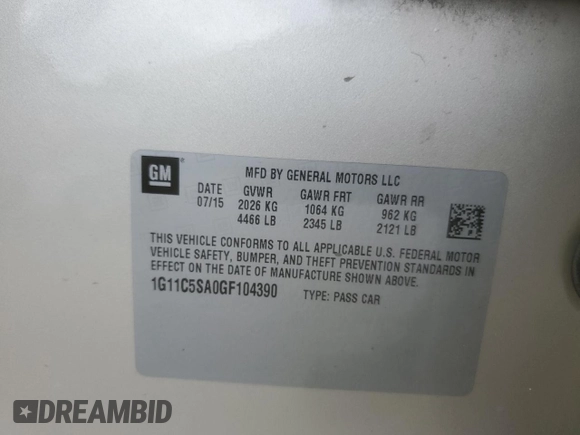 GM ®
MFD BY GENERAL MOTORS LLC
DATE GVWR GAWR FRT GAWR RR
07/15 2026 KG 1064 KG 962 KG
4466 LB 2345 LB 2121 LB
THIS VEHICLE CONFORMS TO ALL APPLICABLE U.S. FEDERAL MOTOR
VEHICLE SAFETY, BUMPER, AND THEFT PREVENTION STANDARDS IN
EFFECT ON THE DATE OF MANUFACTURE SHOWN ABOVE.
1G11C5SA0GF104390 TYPE: PASS CAR
DREAMBID